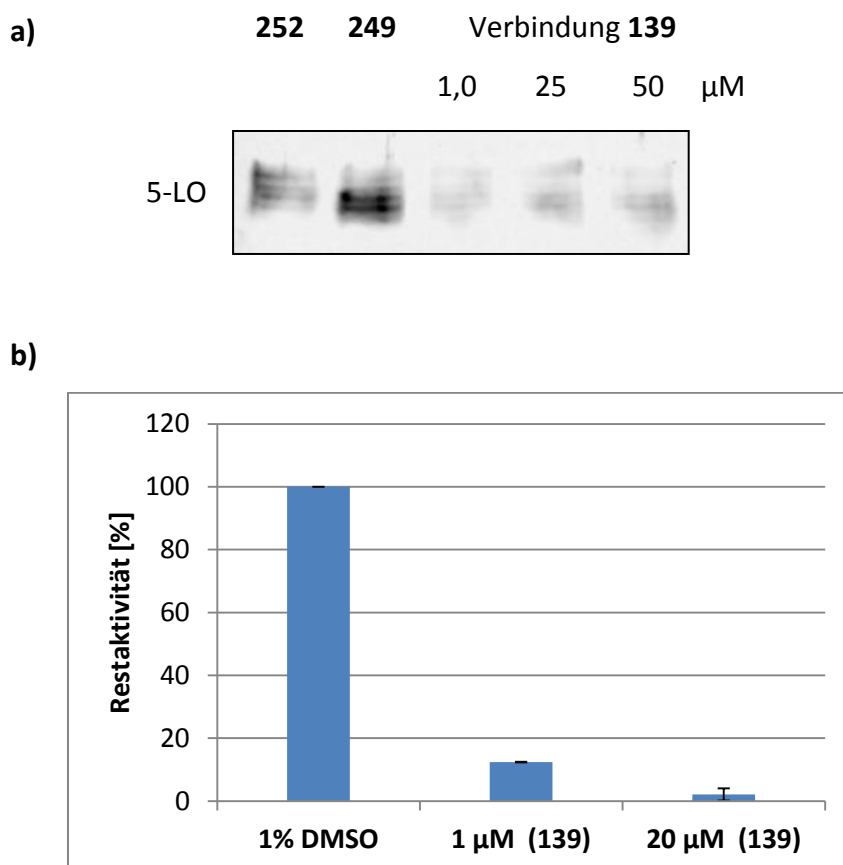 a)
252 249 Verbindung 139
1,0 25 50 µM
5-LO
b)
120
100
80
60
40
20
0
Restaktivität [%]
1% DMSO 1 µM (139) 20 µM (139)